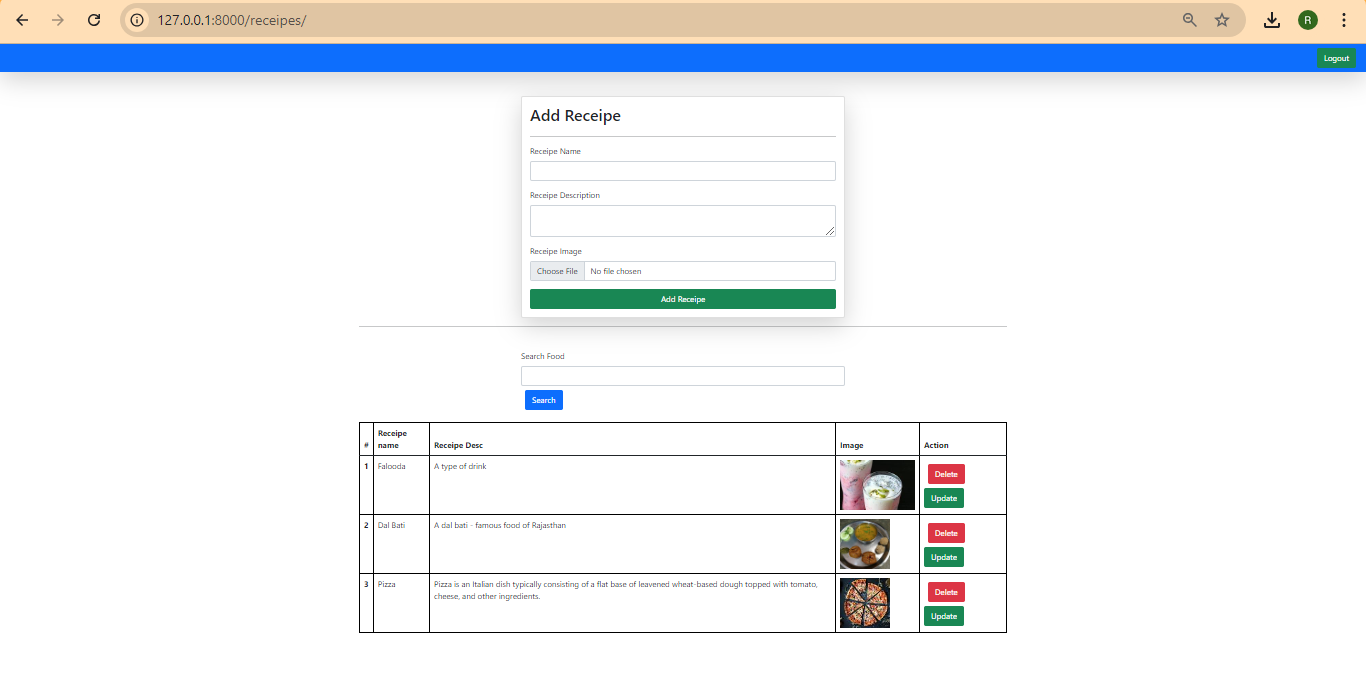 127.0.0.1:8000/receipes/
R
Logout
Add Receipe
Receipe Name
Receipe Description
Receipe Image
Choose File No file chosen
Add Receipe
Search Food
Search
# Receipe name Receipe Desc Image Action
1 Falooda A type of drink Delete
Update
2 Dal Bati A dal bati - famous food of Rajasthan Delete
Update
3 Pizza Pizza is an Italian dish typically consisting of a flat base of leavened wheat-based dough topped with tomato, Delete
cheese, and other ingredients.
Update